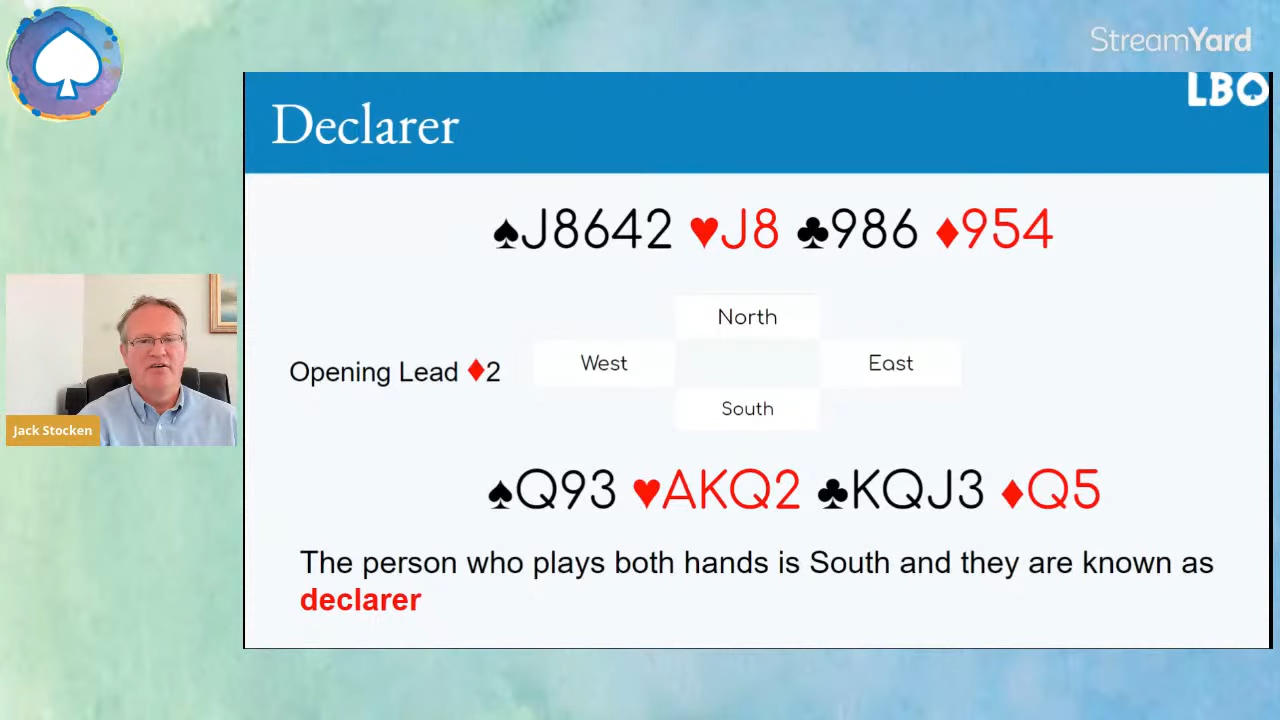 StreamYard
LBO
Declarer
♠J8642 ♥J8 ♣986 ♦954
North
Opening Lead ♦2
West
East
South
Jack Stocken
♠Q93 ♥AKQ2 ♣KQJ3 ♦Q5
The person who plays both hands is South and they are known as
declarer